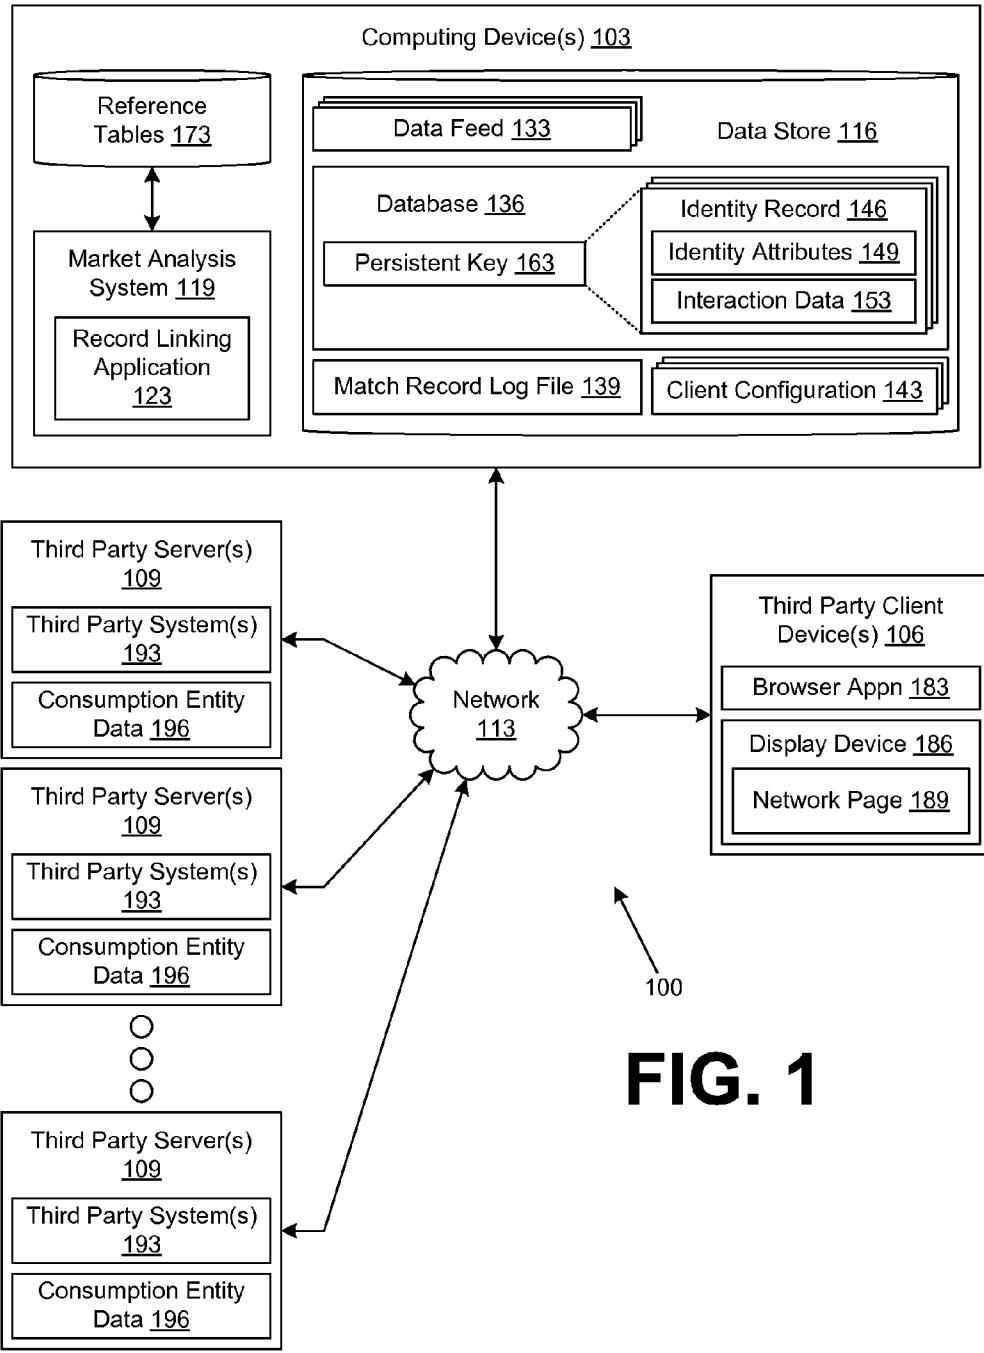 Computing Device(s) 103
Reference
Tables 173
Market Analysis
System 119
Record Linking
Application
123
Data Feed 133
Data Store 116
Database 136
Persistent Key 163
Identity Record 146
Identity Attributes 149
Interaction Data 153
Match Record Log File 139
Client Configuration 143
Third Party Server(s)
109
Third Party System(s)
193
Consumption Entity
Data 196
Third Party Server(s)
109
Third Party System(s)
193
Consumption Entity
Data 196
Third Party Server(s)
109
Third Party System(s)
193
Consumption Entity
Data 196
Network
113
Third Party Client
Device(s) 106
Browser Appn 183
Display Device 186
Network Page 189
100
FIG. 1